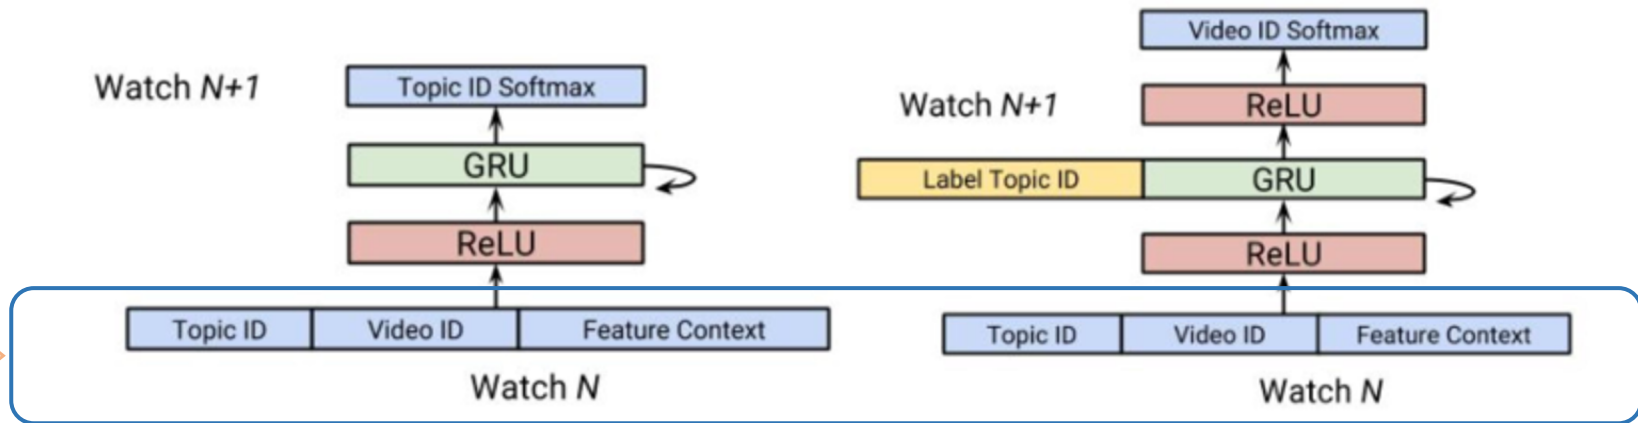 Watch N+1
Topic ID Softmax
GRU
ReLU
Topic ID Video ID Feature Context
Watch N
Video ID Softmax
Watch N+1
ReLU
Label Topic ID GRU
ReLU
Topic ID Video ID Feature Context
Watch N